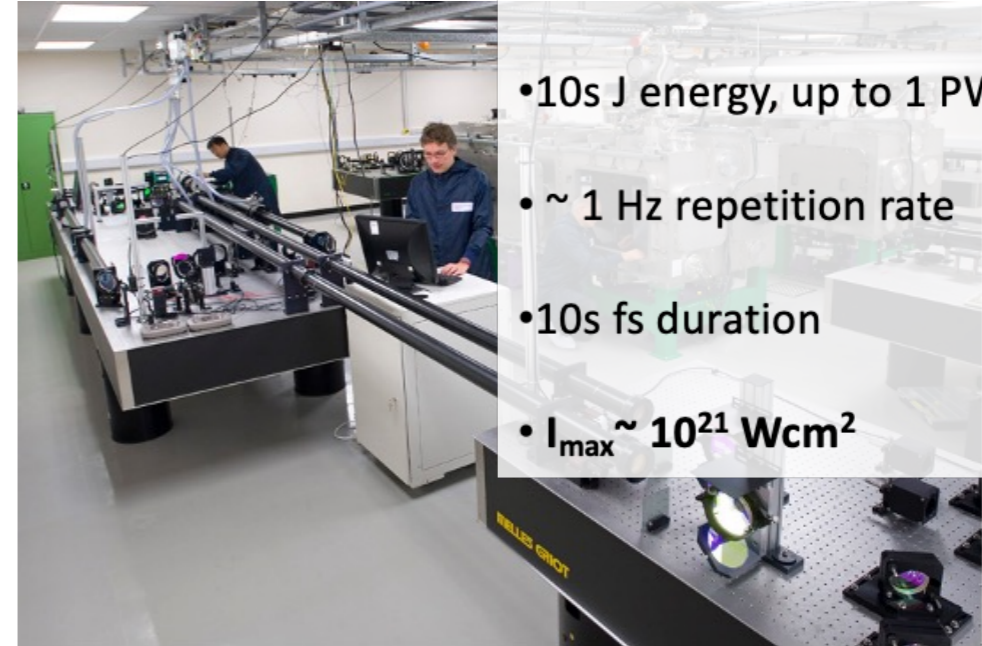 •10s J energy, up to 1 PW
• ~ 1 Hz repetition rate
•10s fs duration
• Iₘₐₓ~ 10²¹ Wcm²
MELLES GRIOT